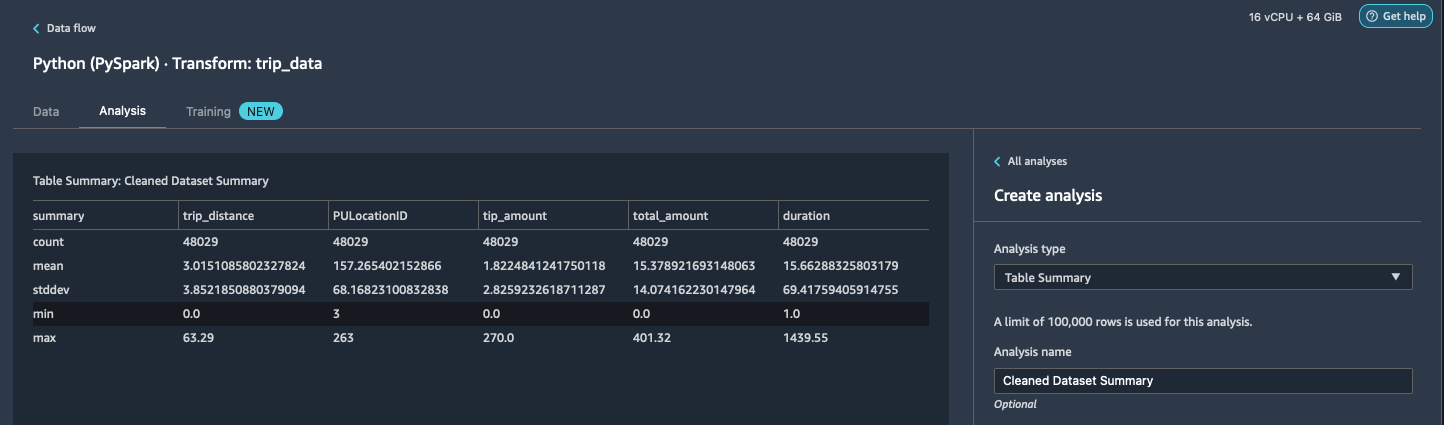 Data flow
16 vCPU + 64 GiB
Get help
Python (PySpark) · Transform: trip_data
Data Analysis Training NEW
Table Summary: Cleaned Dataset Summary
summary trip_distance PULocationID tip_amount total_amount duration
count 48029 48029 48029 48029 48029
mean 3.0151085802327824 157.265402152866 1.8224841241750118 15.378921693148063 15.66288325803179
stddev 3.8521850880379094 68.16823100832838 2.8259232618711287 14.074162230147964 69.41759405914755
min 0.0 3 0.0 0.0 1.0
max 63.29 263 270.0 401.32 1439.55
All analyses
Create analysis
Analysis type
Table Summary
A limit of 100,000 rows is used for this analysis.
Analysis name
Cleaned Dataset Summary
Optional